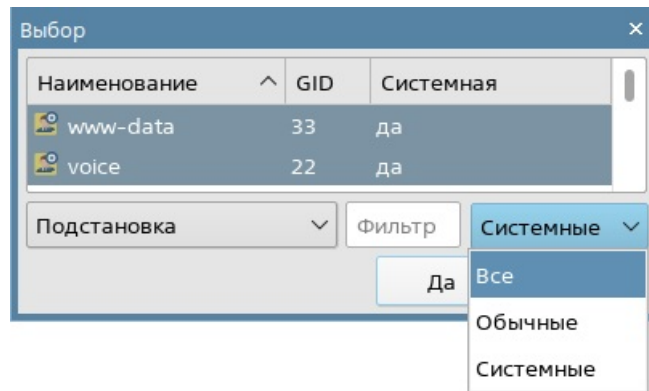 Выбор
Наименование GID Системная
www-data 33 да
voice 22 да
Подстановка Фильтр Системные
Да Все
Обычные
Системные